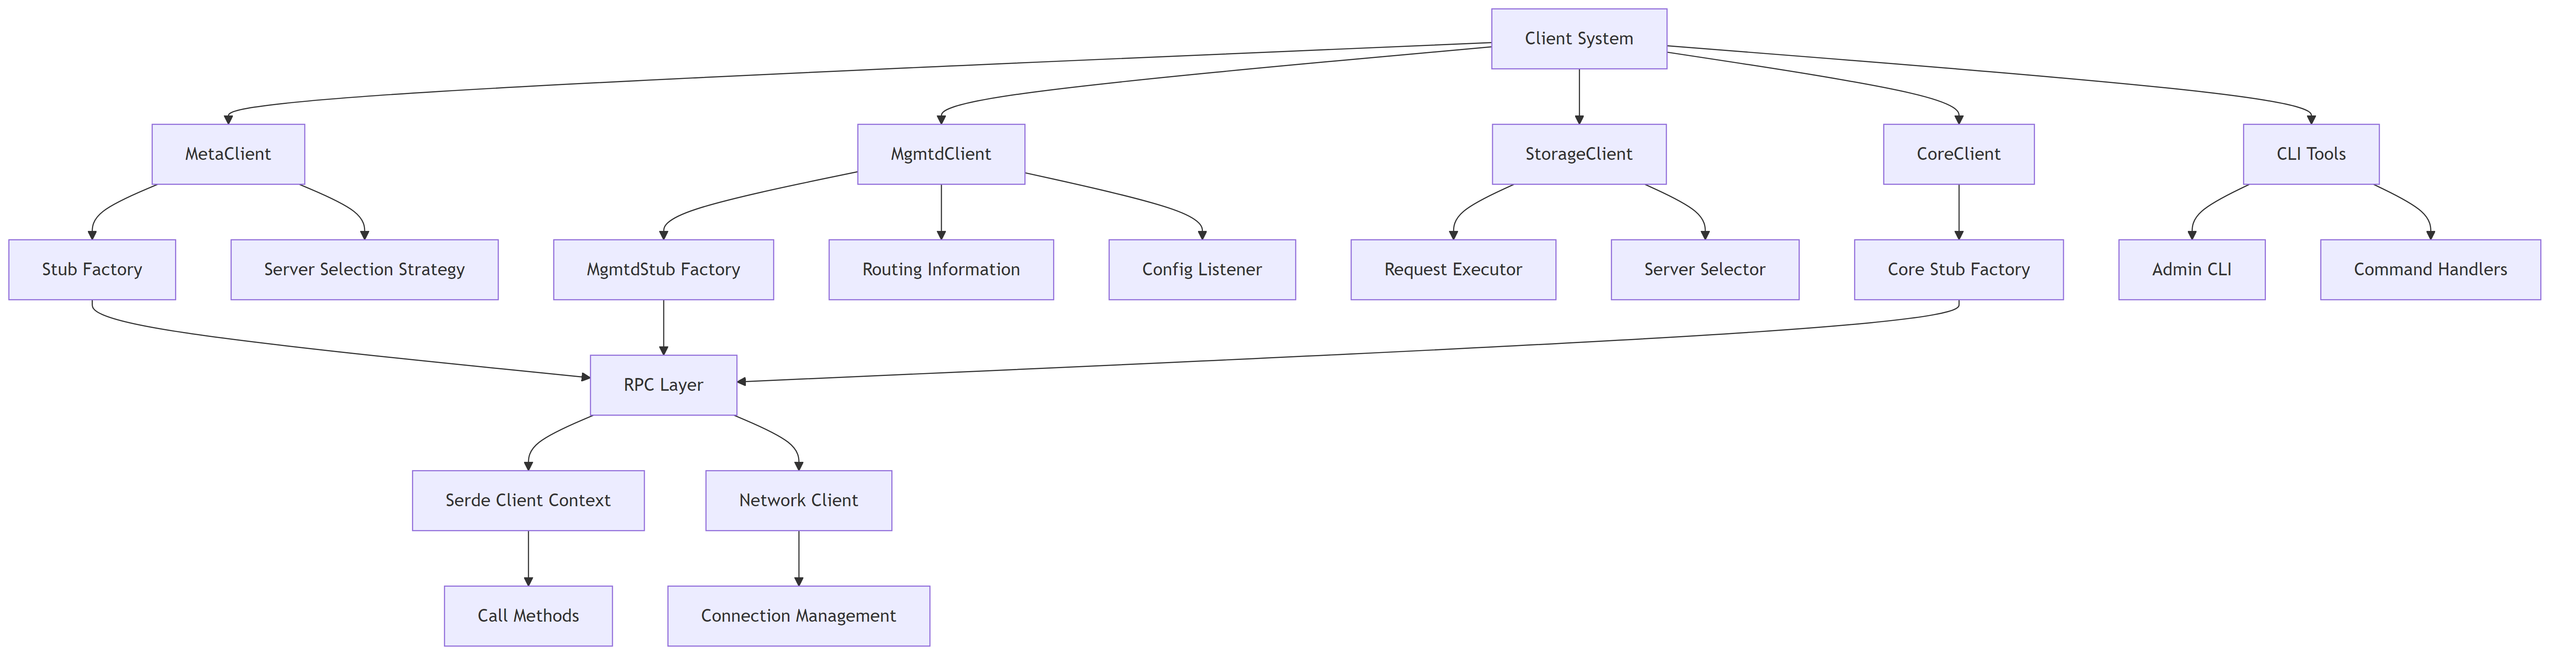 Client System
MetaClient
MgmtdClient
StorageClient
CoreClient
CLI Tools
Stub Factory
Server Selection Strategy
MgmtdStub Factory
Routing Information
Config Listener
Request Executor
Server Selector
Core Stub Factory
Admin CLI
Command Handlers
RPC Layer
Serde Client Context
Network Client
Call Methods
Connection Management